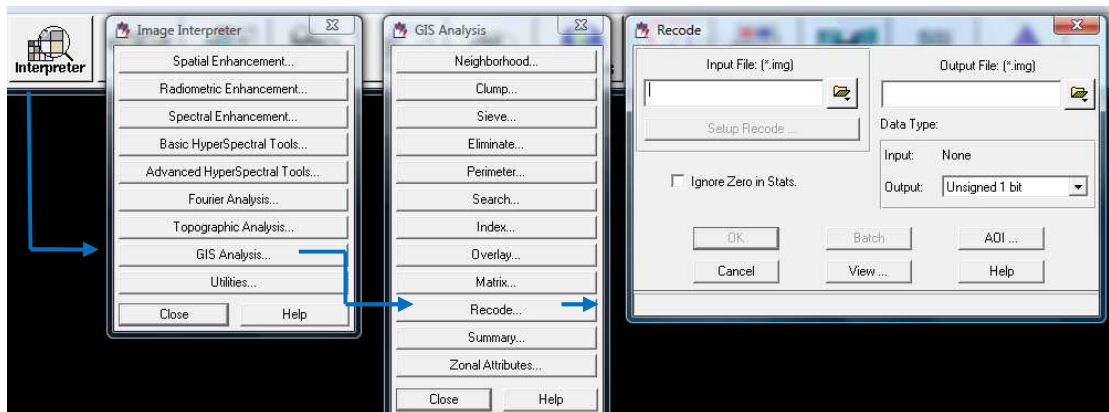 Interpreter
Image Interpreter
Spatial Enhancement...
Radiometric Enhancement...
Spectral Enhancement...
Basic HyperSpectral Tools...
Advanced HyperSpectral Tools...
Fourier Analysis...
Topographic Analysis...
GIS Analysis...
Utilities...
Close Help
GIS Analysis
Neighborhood...
Clump...
Sieve...
Eliminate...
Perimeter...
Search...
Index...
Overlay...
Matrix...
Recode...
Summary...
Zonal Attributes...
Close Help
Recode
Input File: (*.img) Output File: (*.img)
Setup Recode ... Data Type:
Input: None
Ignore Zero in Stats. Output: Unsigned 1 bit
OK Batch AOI ...
Cancel View ... Help